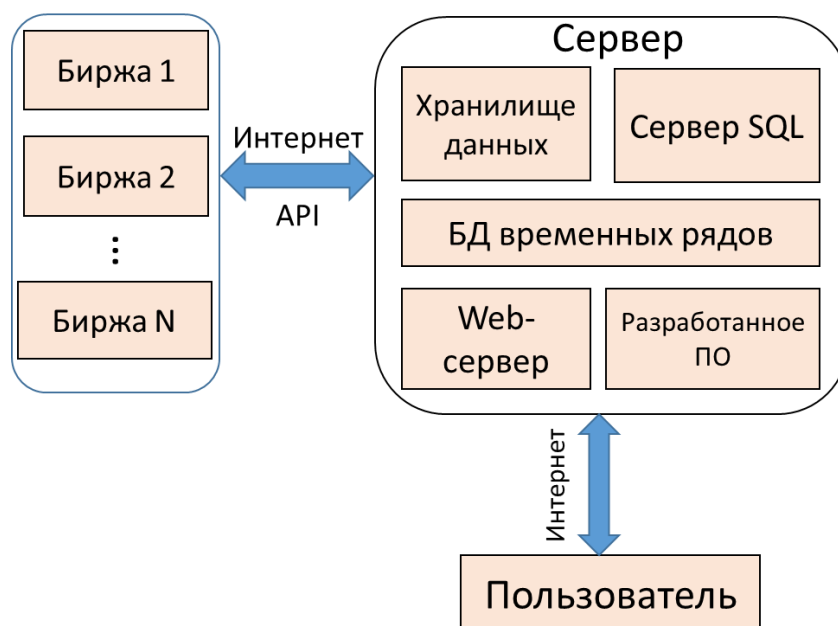 Биржа 1
Биржа 2
...
Биржа N
Интернет
API
Сервер
Хранилище
данных
Сервер SQL
БД временных рядов
Web-
сервер
Разработанное
ПО
Интернет
Пользователь